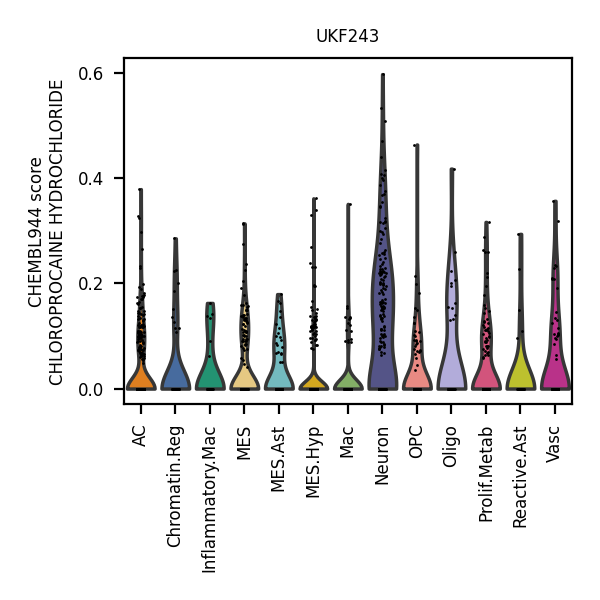 UKF243
CHEMBL944 score
CHLOROPROCAINE HYDROCHLORIDE
0.6
0.4
0.2
0.0
AC
Chromatin.Reg
Inflammatory.Mac
MES
MES.Ast
MES.Hyp
Mac
Neuron
OPC
Oligo
Prolif.Metab
Reactive.Ast
Vasc